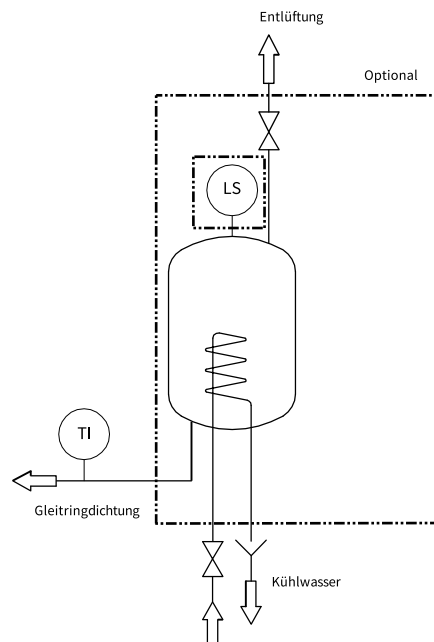 Entlüftung
Optional
LS
TI
Gleitringdichtung
Kühlwasser